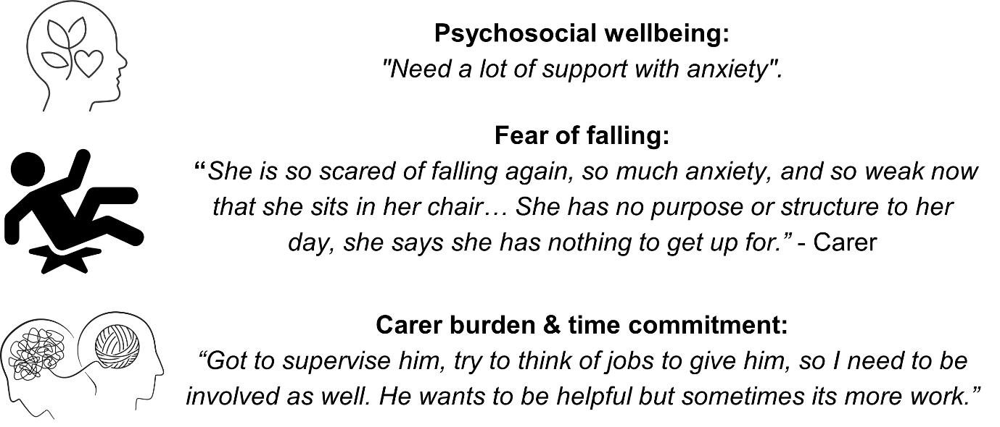 Psychosocial wellbeing:
"Need a lot of support with anxiety".
Fear of falling:
“She is so scared of falling again, so much anxiety, and so weak now
that she sits in her chair… She has no purpose or structure to her
day, she says she has nothing to get up for.” - Carer
Carer burden & time commitment:
“Got to supervise him, try to think of jobs to give him, so I need to be
involved as well. He wants to be helpful but sometimes its more work.”